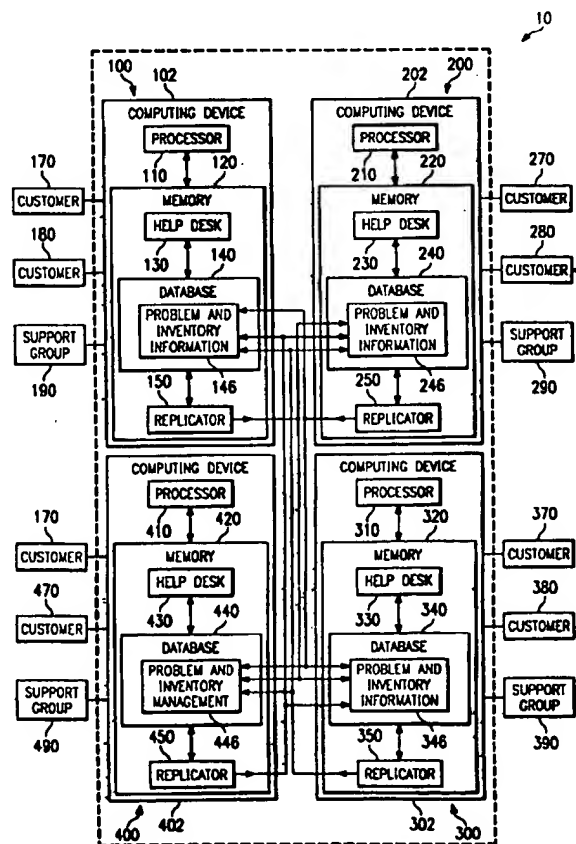 10
100 102 202 200
COMPUTING DEVICE COMPUTING DEVICE
PROCESSOR PROCESSOR
170 110 120 210 220 270
CUSTOMER MEMORY MEMORY CUSTOMER
180 HELP DESK HELP DESK 280
130 140 230 240
CUSTOMER DATABASE DATABASE CUSTOMER
SUPPORT GROUP PROBLEM AND INVENTORY INFORMATION PROBLEM AND INVENTORY INFORMATION SUPPORT GROUP
190 150 146 250 246 290
REPLICATOR REPLICATOR
COMPUTING DEVICE COMPUTING DEVICE
PROCESSOR PROCESSOR
170 410 420 310 320 370
CUSTOMER MEMORY MEMORY CUSTOMER
470 HELP DESK HELP DESK 380
430 440 330 340
CUSTOMER DATABASE DATABASE CUSTOMER
SUPPORT GROUP PROBLEM AND INVENTORY MANAGEMENT PROBLEM AND INVENTORY INFORMATION SUPPORT GROUP
490 450 446 350 346 390
REPLICATOR REPLICATOR
400 402 302 300